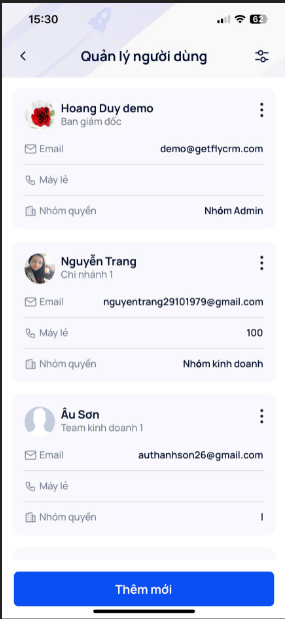 15:30
62
Quản lý người dùng
Hoang Duy demo
Ban giám đốc
Email demo@getflycrm.com
Máy lẻ
Nhóm quyền Nhóm Admin
Nguyễn Trang
Chi nhánh 1
Email nguyentrang29101979@gmail.com
Máy lẻ 100
Nhóm quyền Nhóm kinh doanh
Âu Sơn
Team kinh doanh 1
Email authanhson26@gmail.com
Máy lẻ
Nhóm quyền I
Thêm mới